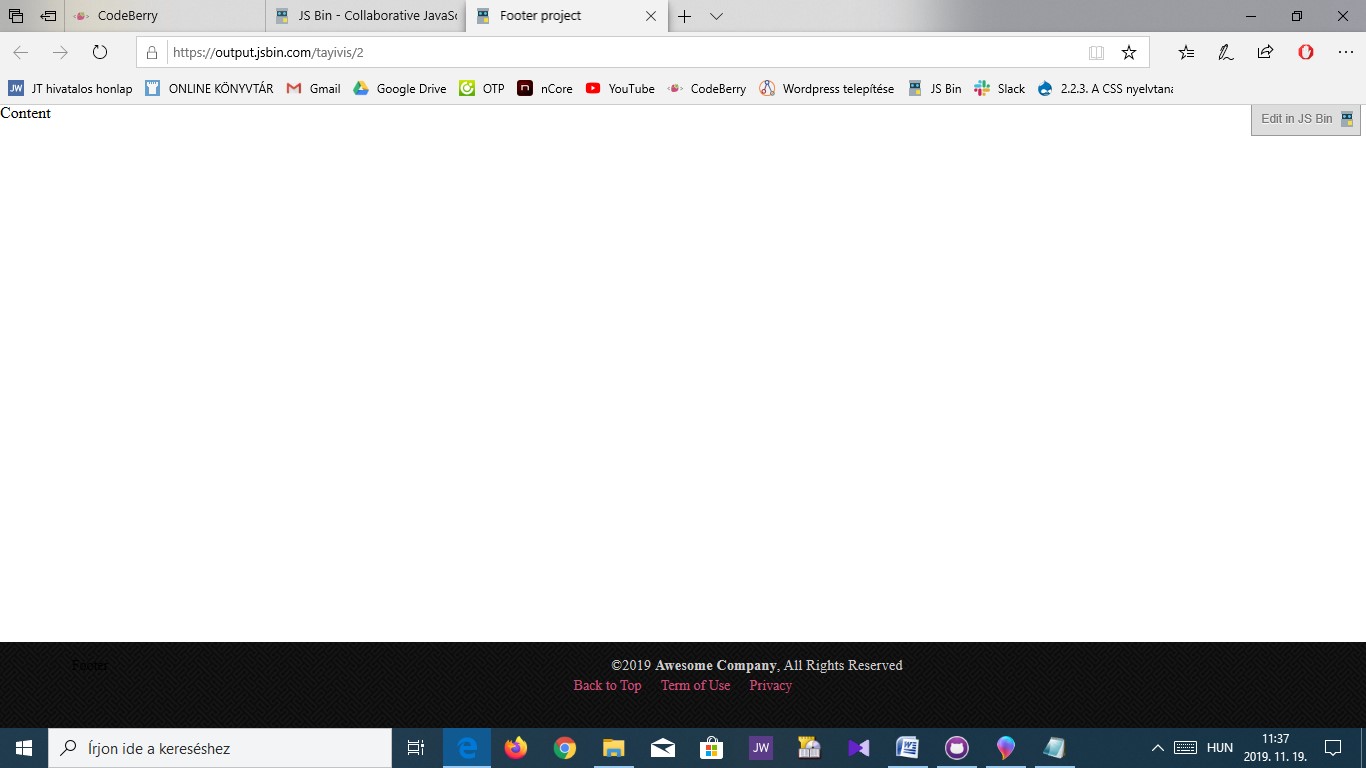 CodeBerry
JS Bin - Collaborative JavaSc
Footer project
https://output.jsbin.com/tayivis/2
JW JT hivatalos honlap ONLINE KÖNYVTÁR Gmail Google Drive OTP n nCore YouTube CodeBerry Wordpress telepítése JS Bin Slack 2.2.3. A CSS nyelvtana
Content
Edit in JS Bin
Footer
©2019 Awesome Company, All Rights Reserved
Back to Top Term of Use Privacy
Írjon ide a kereséshez
JW
HUN
11:37
2019. 11. 19.